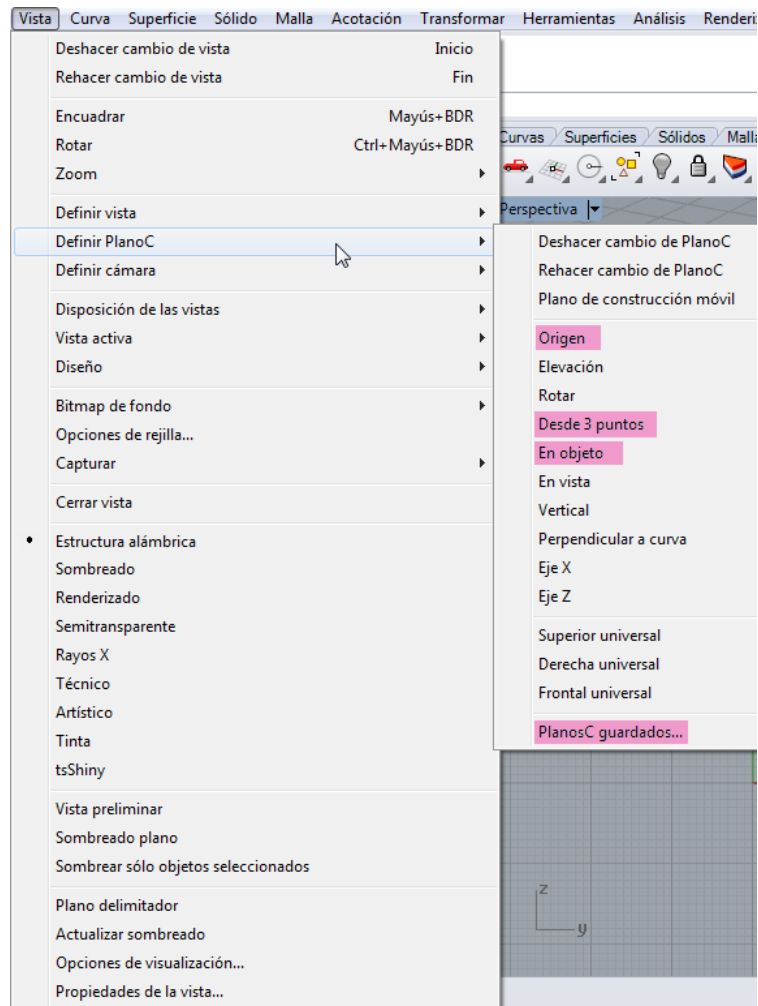 Vista Curva Superficie Sólido Malla Acotación Transformar Herramientas Análisis
Deshacer cambio de vista Inicio
Rehacer cambio de vista Fin
Encuadrar Mayús+BDR
Rotar Ctrl+Mayús+BDR
Zoom
Definir vista
Definir PlanoC
Definir cámara
Disposición de las vistas
Vista activa
Diseño
Bitmap de fondo
Opciones de rejilla...
Capturar
Cerrar vista
Estructura alámbrica
Sombreado
Renderizado
Semitransparente
Rayos X
Técnico
Artístico
Tinta
tsShiny
Vista preliminar
Sombreado plano
Sombrear sólo objetos seleccionados
Plano delimitador
Actualizar sombreado
Opciones de visualización...
Propiedades de la vista...
Curvas Superficies Sólidos Malla
Perspectiva
Deshacer cambio de PlanoC
Rehacer cambio de PlanoC
Plano de construcción móvil
Origen
Elevación
Rotar
Desde 3 puntos
En objeto
En vista
Vertical
Perpendicular a curva
Eje X
Eje Z
Superior universal
Derecha universal
Frontal universal
PlanosC guardados...
z
y